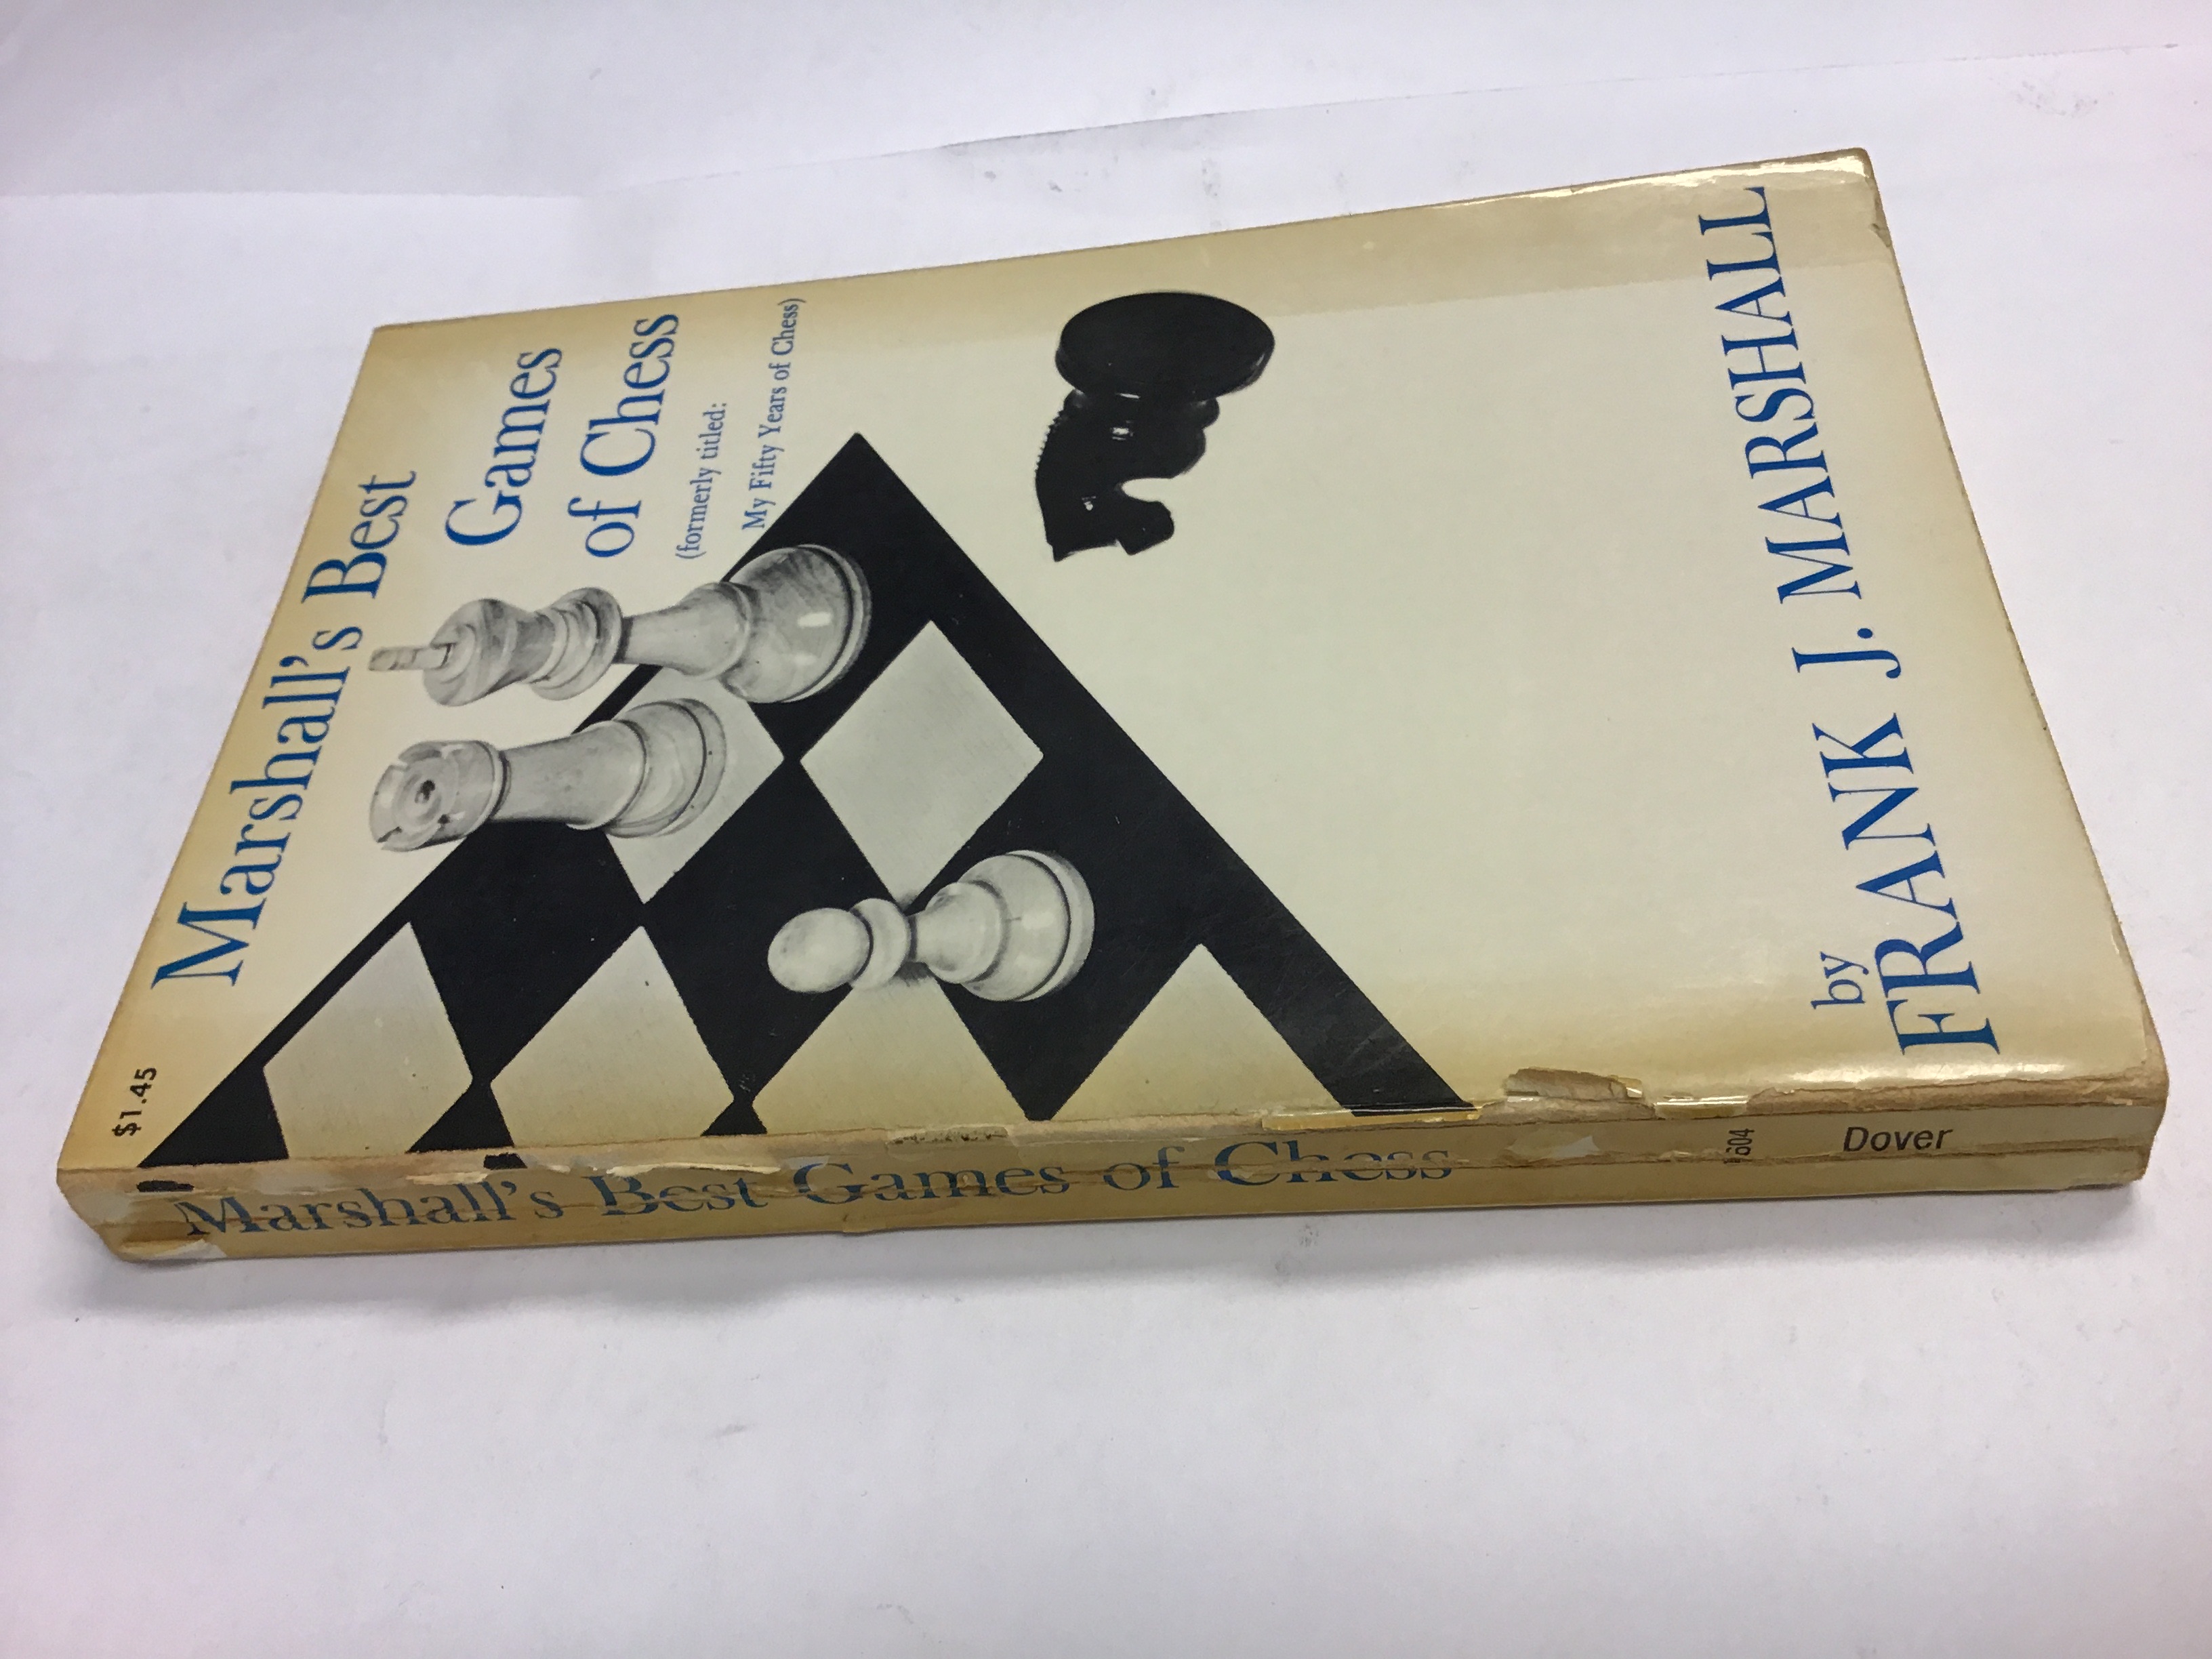 $1.45
Marshall's Best
Games
of Chess
(formerly titled:
My Fifty Years of Chess)
by
FRANK J. MARSHALL
Marshall's Best Games of Chess
604
Dover